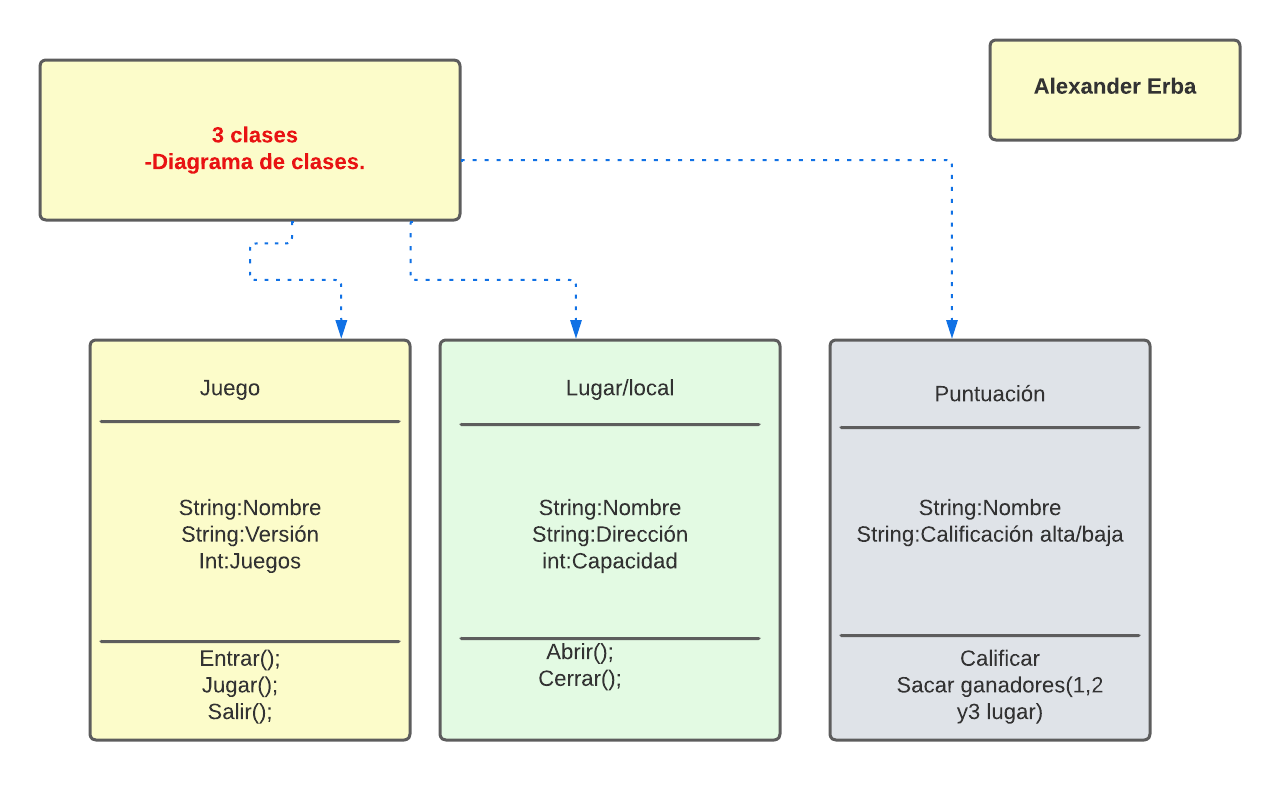 3 clases
-Diagrama de clases.
Alexander Erba
Juego
String:Nombre
String:Versión
Int:Juegos
Entrar();
Jugar();
Salir();
Lugar/local
String:Nombre
String:Dirección
int:Capacidad
Abrir();
Cerrar();
Puntuación
String:Nombre
String:Calificación alta/baja
Calificar
Sacar ganadores(1,2
y3 lugar)